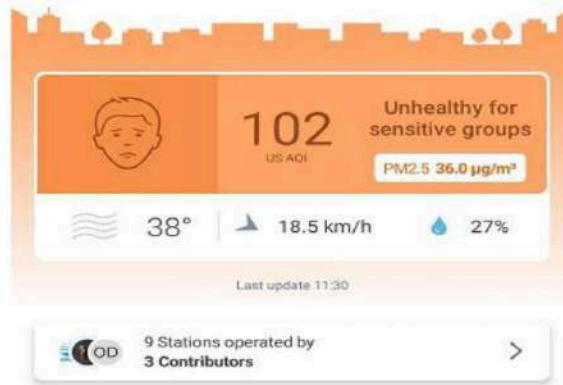 102
US AQI
Unhealthy for
sensitive groups
PM2.5 36.0 µg/m³
38°
18.5 km/h
27%
Last update 11:30
OD
9 Stations operated by
3 Contributors